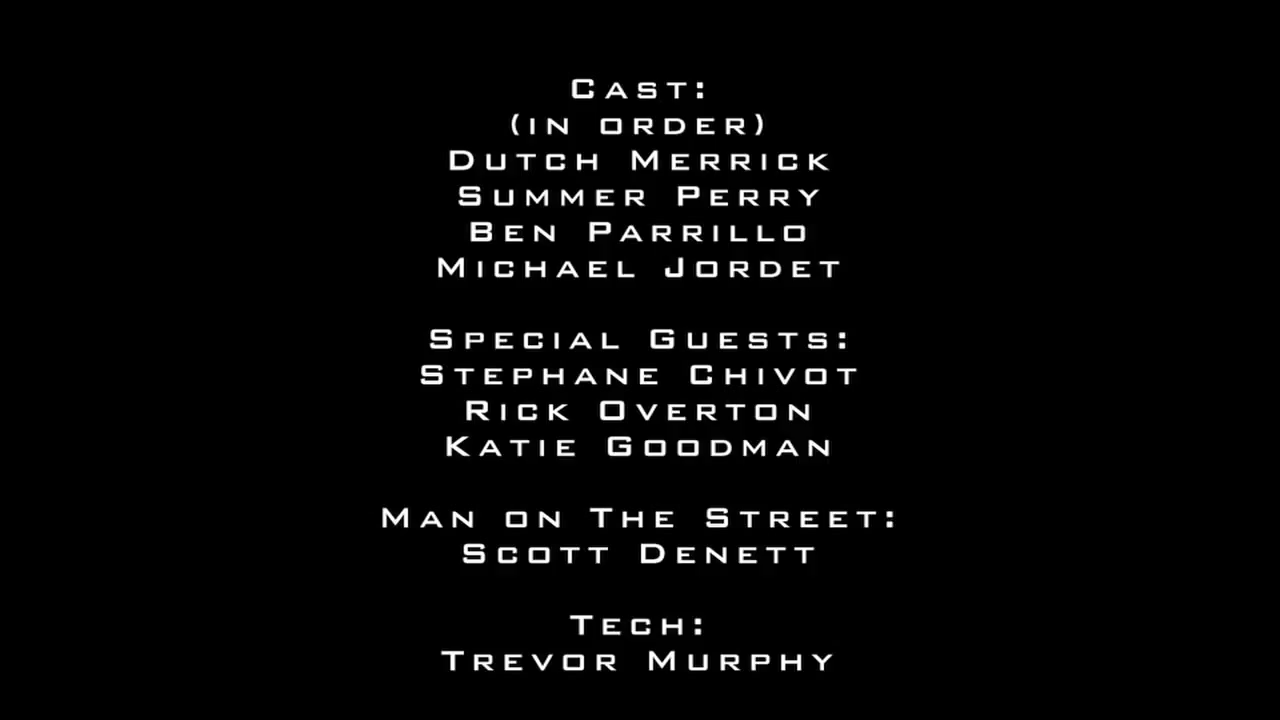 Cast:
(in order)
Dutch Merrick
Summer Perry
Ben Parrillo
Michael Jordet
Special Guests:
Stephane Chivot
Rick Overton
Katie Goodman
Man on The Street:
Scott Denett
Tech:
Trevor Murphy